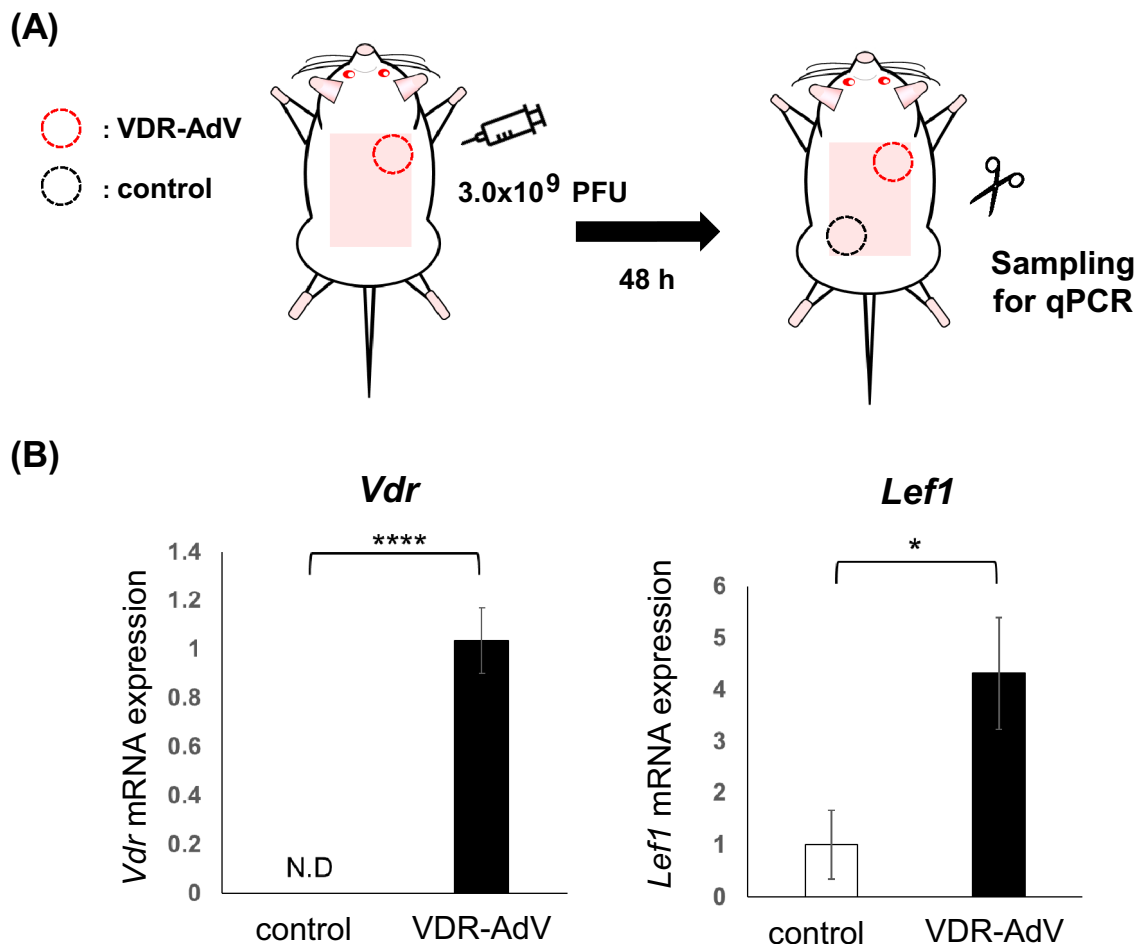 (A)
: VDR-AdV
: control
3.0x10⁹ PFU
48 h
Sampling
for qPCR
(B)
Vdr
****
Vdr mRNA expression
1.4
1.2
1
0.8
0.6
0.4
0.2
0
N.D
control
VDR-AdV
Lef1
*
Lef1 mRNA expression
6
5
4
3
2
1
0
control
VDR-AdV